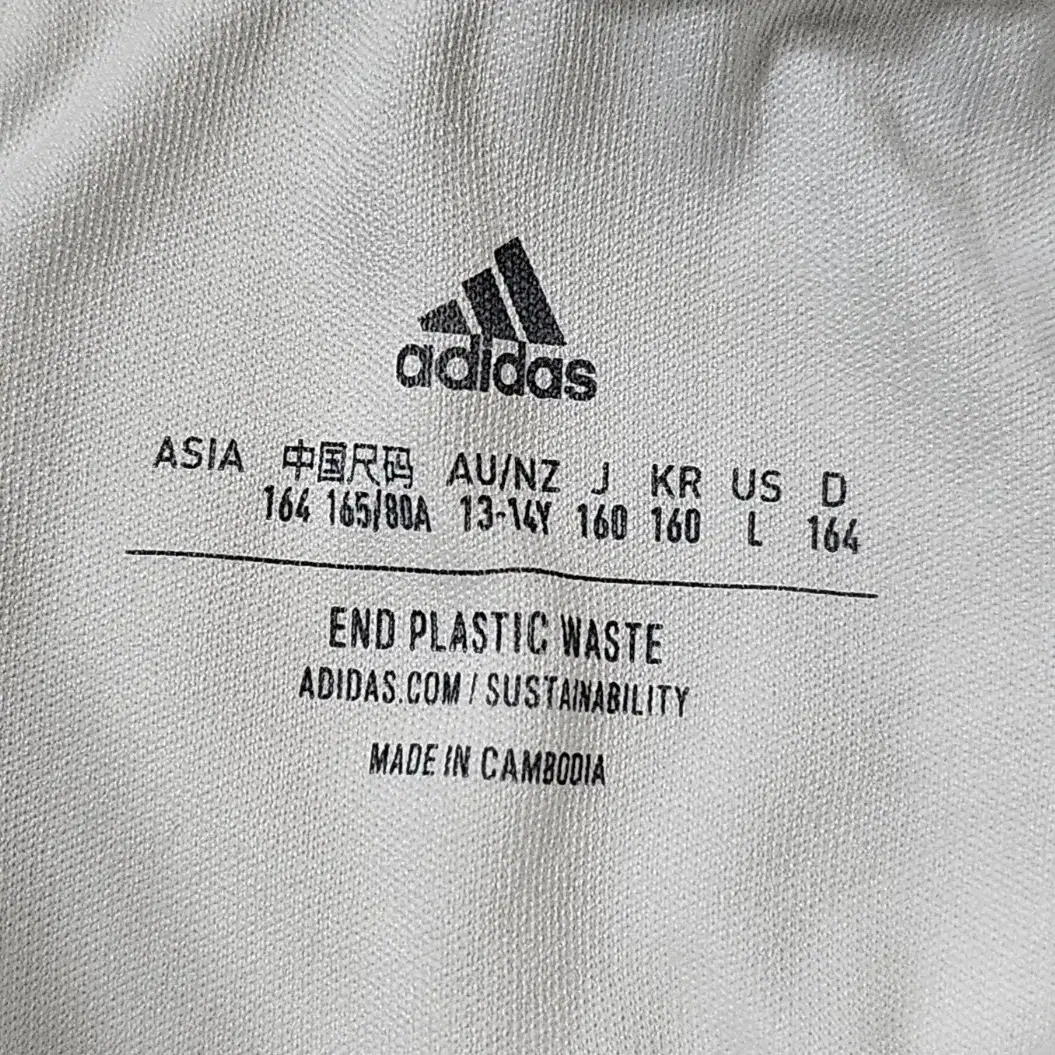 adidas
ASIA 中国尺码 AU/NZ J KR US D
164 165/80A 13-14Y 160 160 L 164
END PLASTIC WASTE
ADIDAS.COM / SUSTAINABILITY
MADE IN CAMBODIA